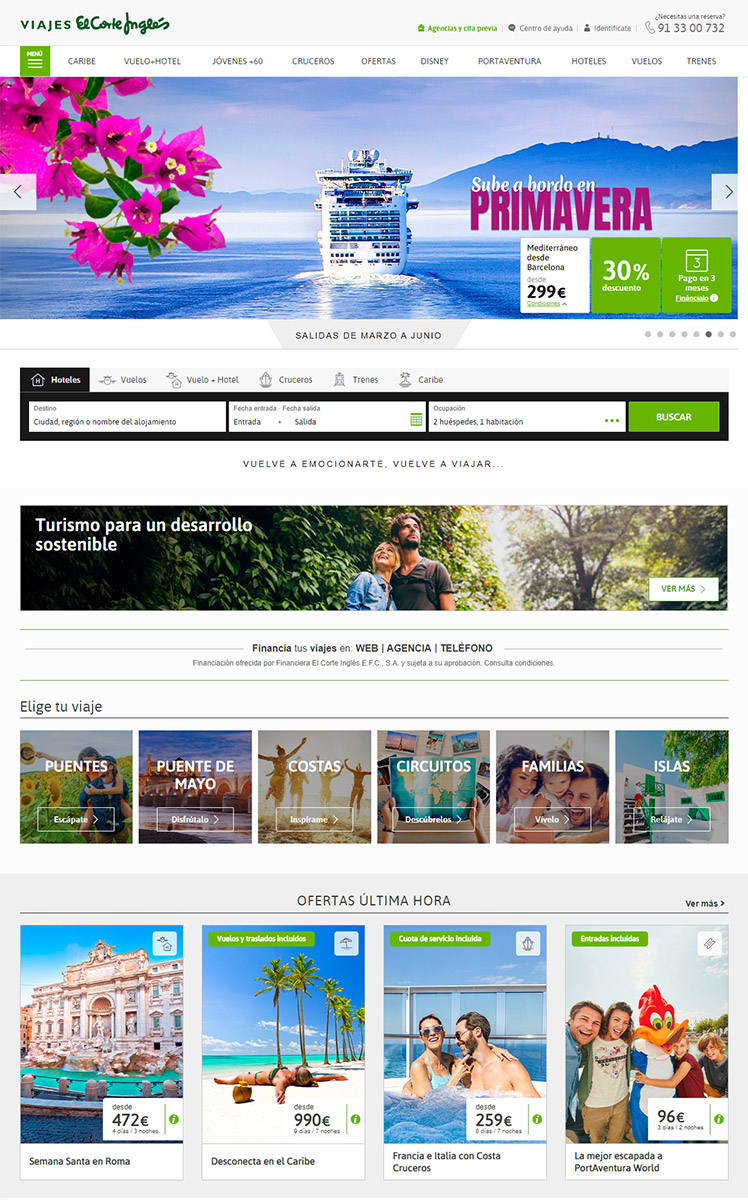 VIAJES El Corte Inglés
Agencias y cita previa
Centro de ayuda
Identifícate
¿Necesitas una reserva?
91 33 00 732
MENÚ
CARIBE
VUELO+HOTEL
JÓVENES +60
CRUCEROS
OFERTAS
DISNEY
PORTAVENTURA
HOTELES
VUELOS
TRENES
Sube a bordo en
PRIMAVERA
Mediterráneo
desde
Barcelona
desde
299€
Condiciones
30%
descuento
3
Pago en 3
meses
Fináncialo
SALIDAS DE MARZO A JUNIO
Hoteles
Vuelos
Vuelo + Hotel
Cruceros
Trenes
Caribe
Destino
Ciudad, región o nombre del alojamiento
Fecha entrada · Fecha salida
Entrada - Salida
Ocupación
2 huéspedes, 1 habitación
BUSCAR
VUELVE A EMOCIONARTE, VUELVE A VIAJAR...
Turismo para un desarrollo
sostenible
VER MÁS
Financia tus viajes en: WEB | AGENCIA | TELÉFONO
Financiación ofrecida por Financiera El Corte Inglés E.F.C., S.A. y sujeta a su aprobación. Consulta condiciones.
Elige tu viaje
PUENTES
Escápate
PUENTE DE
MAYO
Disfrútalo
COSTAS
Inspírame
CIRCUITOS
Descúbrelos
FAMILIAS
Vívelo
ISLAS
Relájate
OFERTAS ÚLTIMA HORA
Ver más
desde
472€
4 días / 3 noches
Semana Santa en Roma
Vuelos y traslados incluidos
desde
990€
9 días / 7 noches
Desconecta en el Caribe
Cuota de servicio incluida
desde
259€
8 días / 7 noches
Francia e Italia con Costa
Cruceros
Entradas incluidas
96€
3 días / 2 noches
La mejor escapada a
PortAventura World